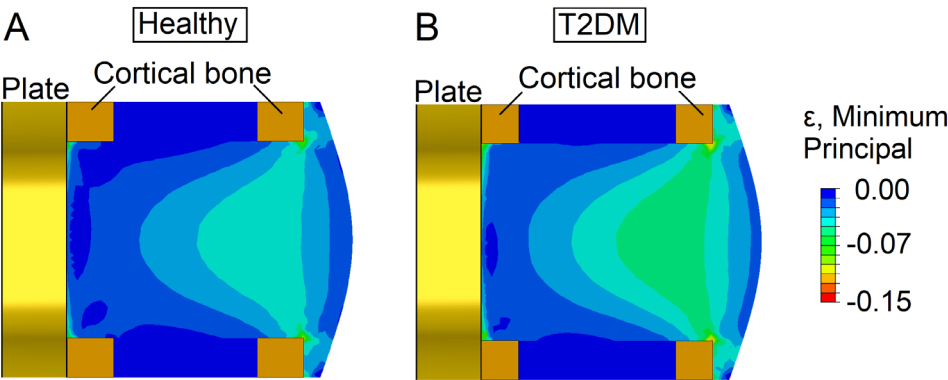 A
Healthy
Cortical bone
Plate
B
T2DM
Cortical bone
Plate
ε, Minimum
Principal
0.00
-0.07
-0.15